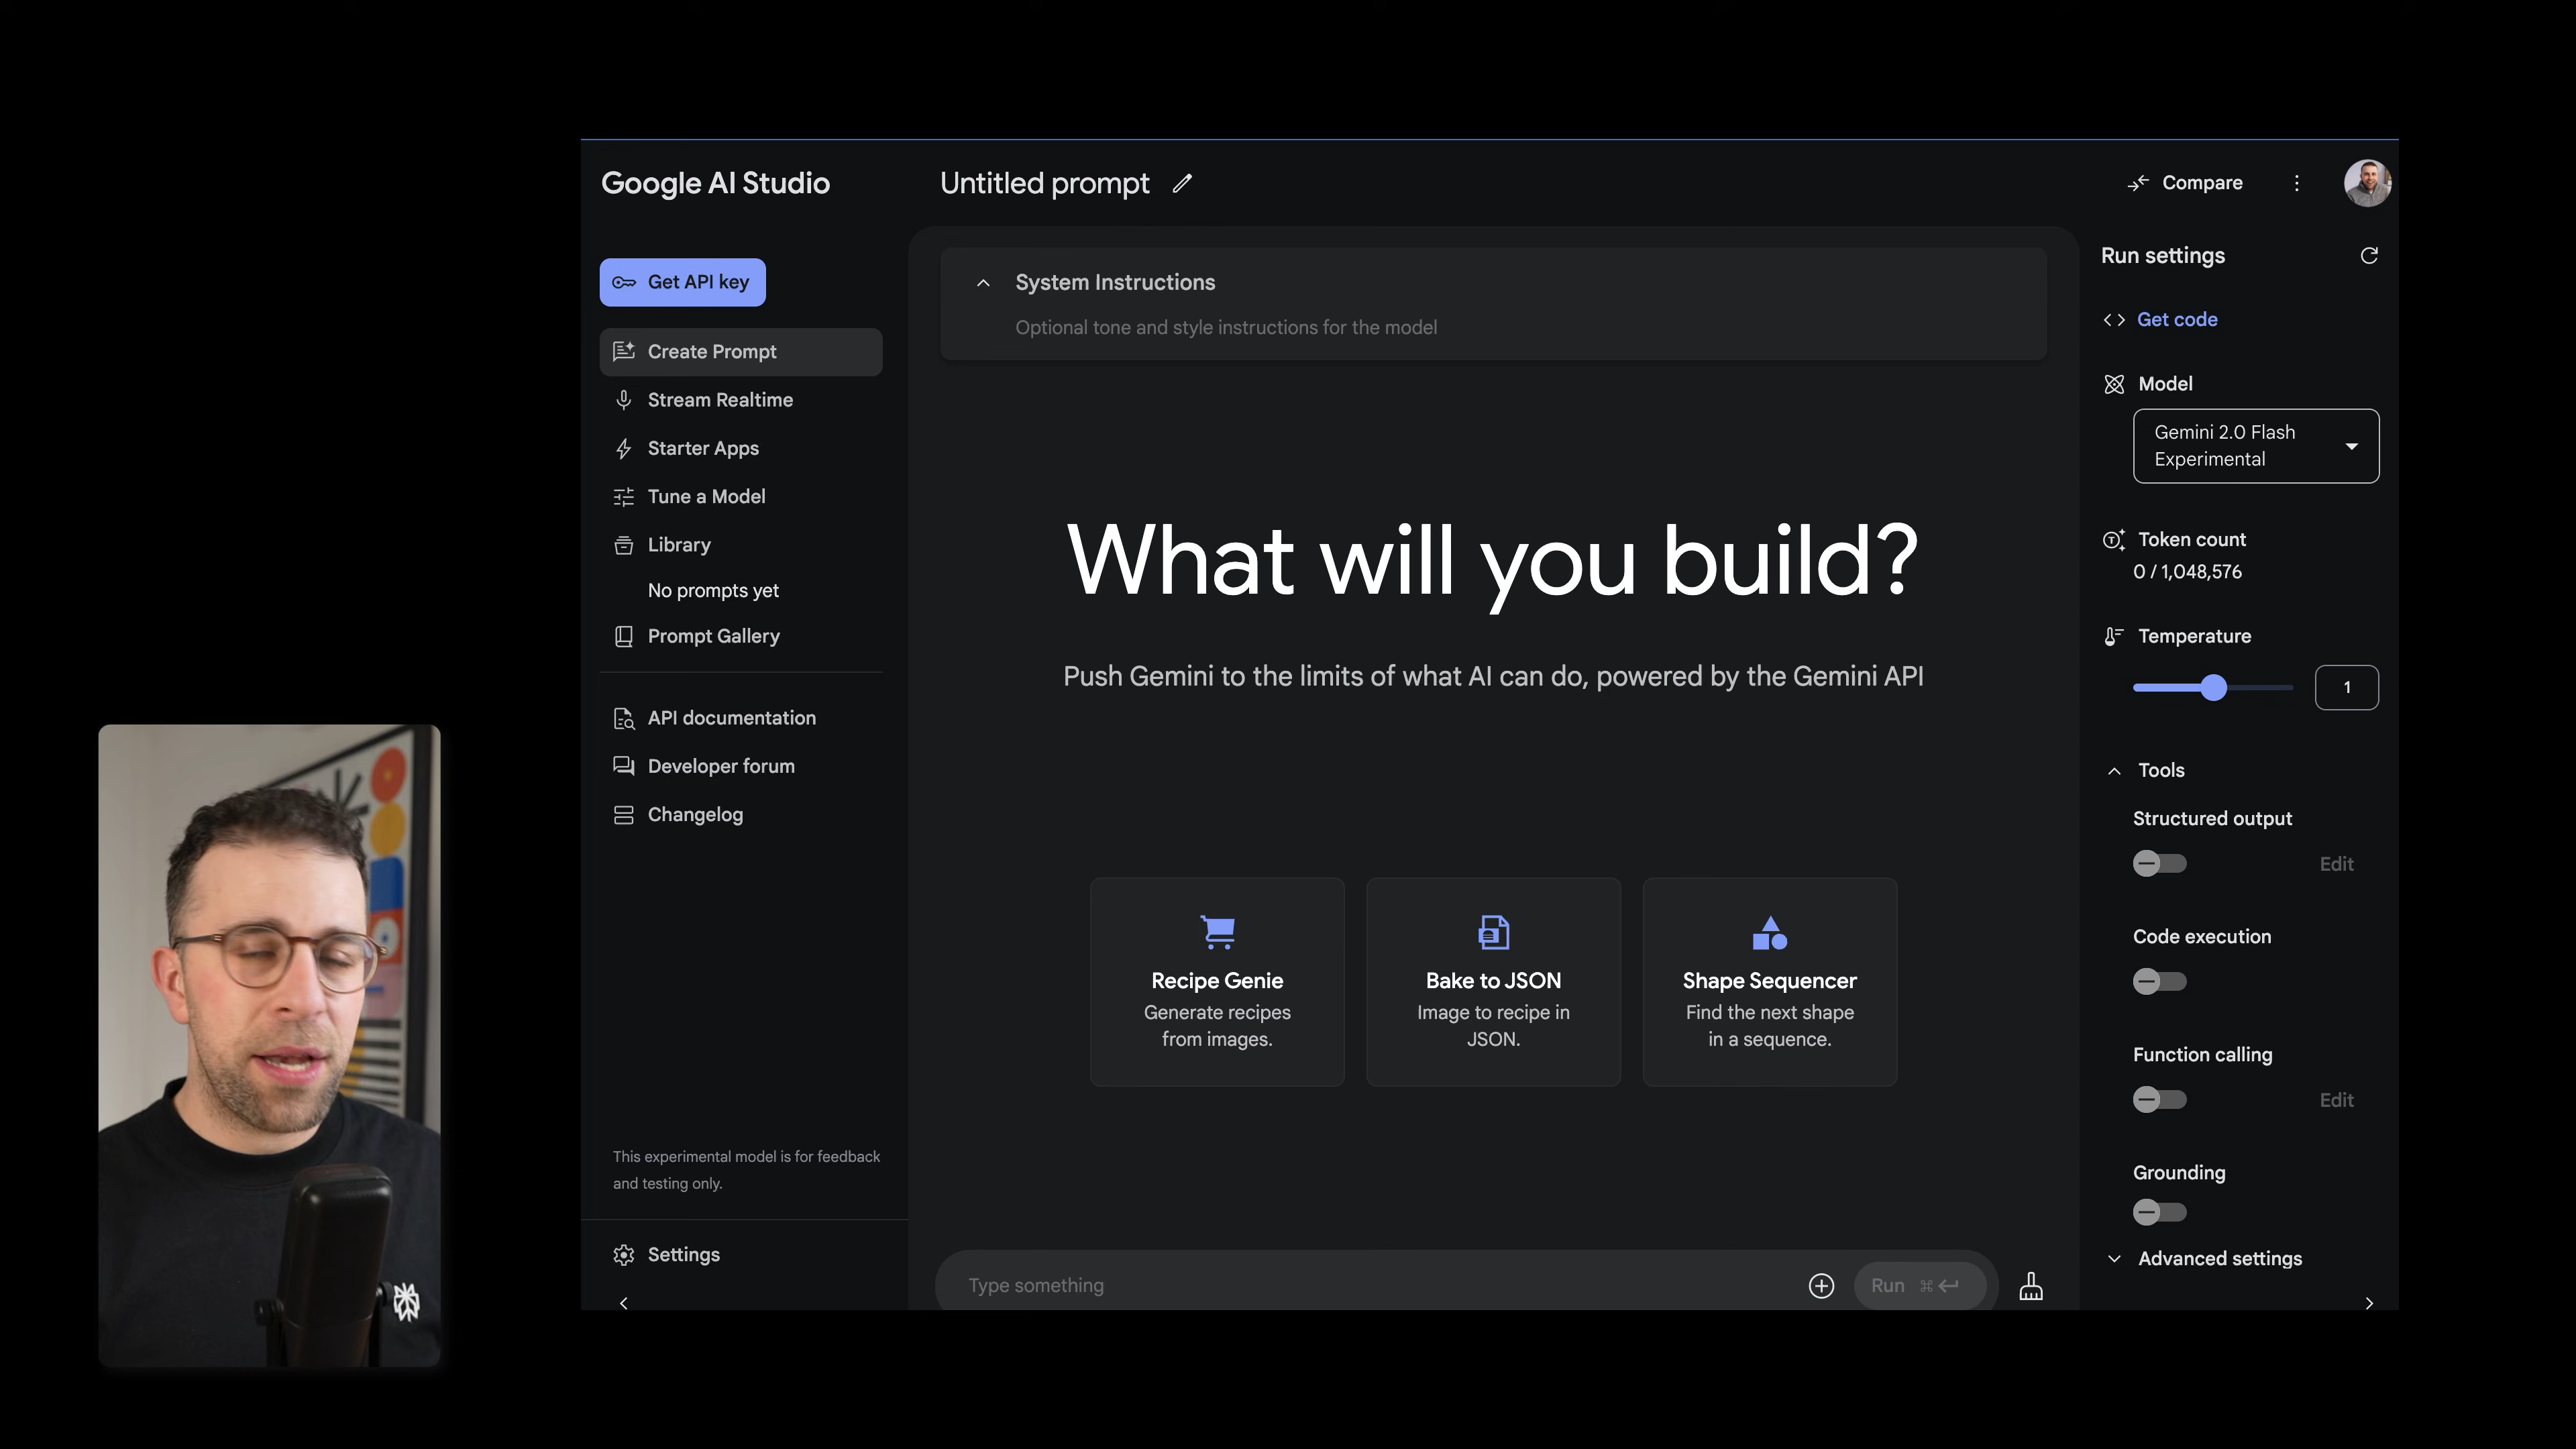 Google AI Studio
Untitled prompt
Compare
Get API key
Create Prompt
Stream Realtime
Starter Apps
Tune a Model
Library
No prompts yet
Prompt Gallery
API documentation
Developer forum
Changelog
This experimental model is for feedback
and testing only.
Settings
System Instructions
Optional tone and style instructions for the model
What will you build?
Push Gemini to the limits of what AI can do, powered by the Gemini API
Recipe Genie
Generate recipes
from images.
Bake to JSON
Image to recipe in
JSON.
Shape Sequencer
Find the next shape
in a sequence.
Type something
Run ⌘↵
Run settings
Get code
Model
Gemini 2.0 Flash
Experimental
Token count
0 / 1,048,576
Temperature
1
Tools
Structured output
Edit
Code execution
Function calling
Edit
Grounding
Advanced settings